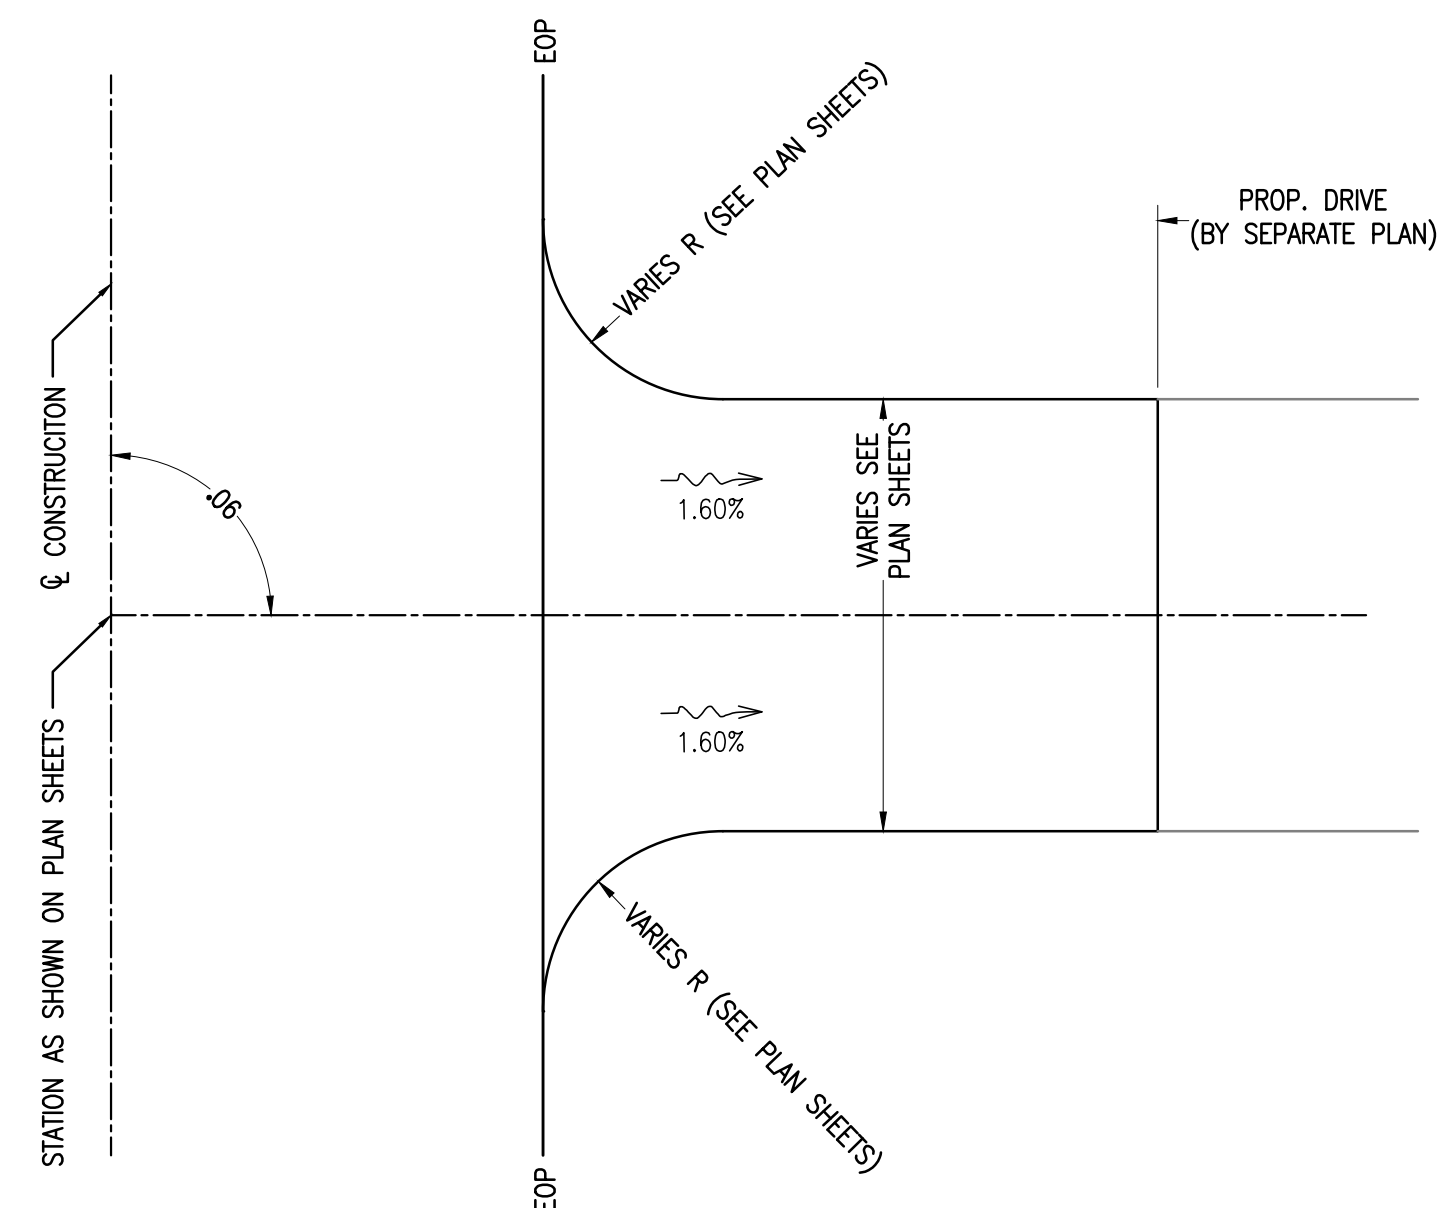 EOP
VARIES R (SEE PLAN SHEETS)
PROP. DRIVE
(BY SEPARATE PLAN)
℄ CONSTRUCITON
90°
1.60%
VARIES SEE
PLAN SHEETS
STATION AS SHOWN ON PLAN SHEETS
1.60%
VARIES R (SEE PLAN SHEETS)
EOP